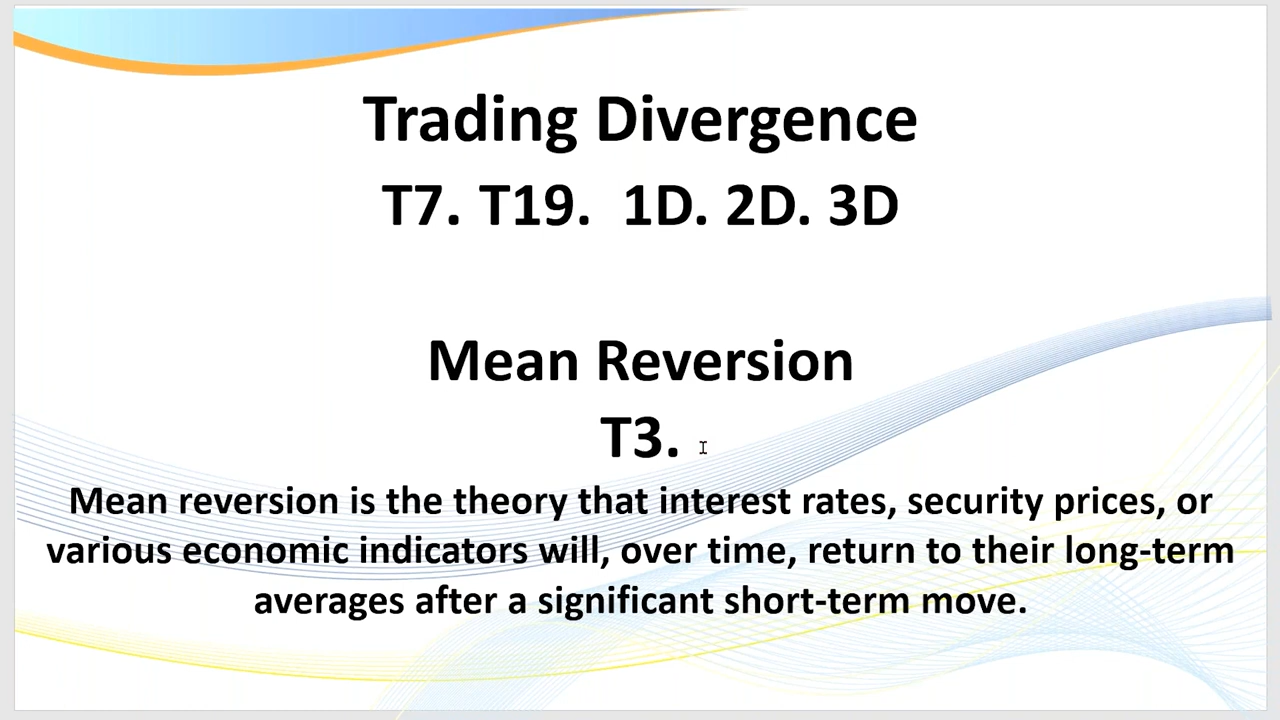 Trading Divergence
T7. T19.  1D. 2D. 3D
Mean Reversion
T3.
Mean reversion is the theory that interest rates, security prices, or
various economic indicators will, over time, return to their long-term
averages after a significant short-term move.